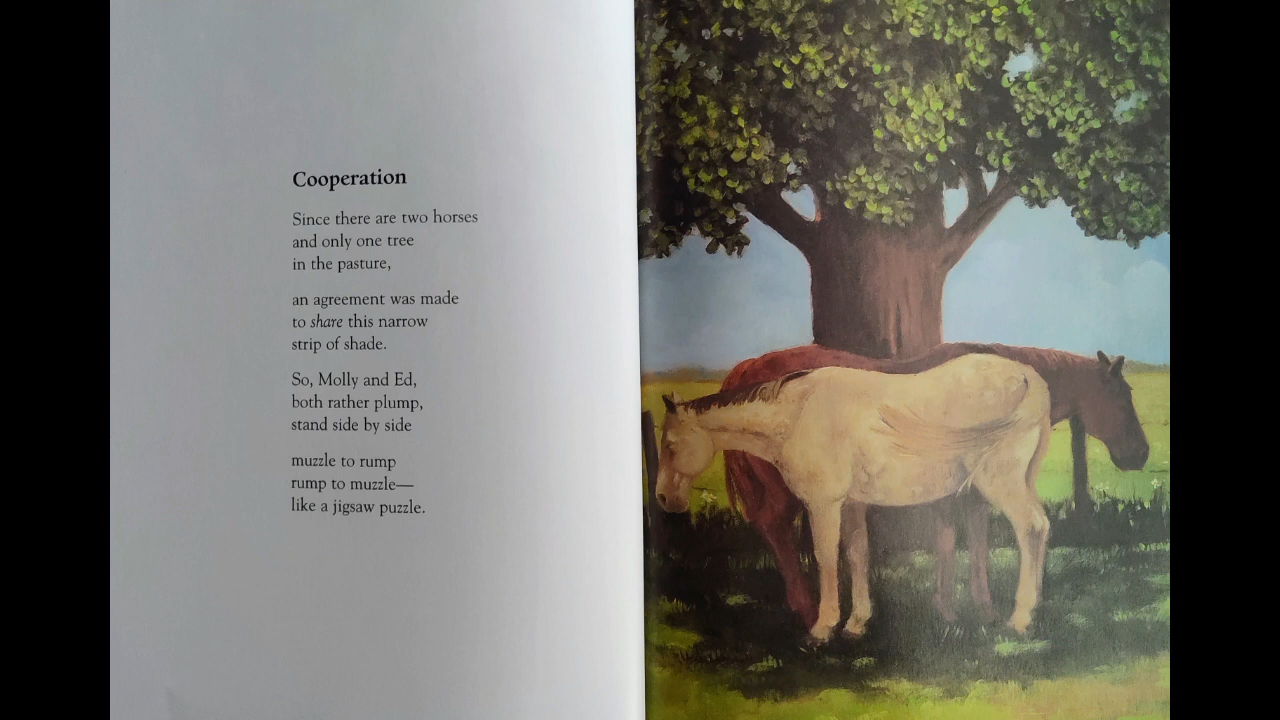 Cooperation
Since there are two horses
and only one tree
in the pasture,
an agreement was made
to share this narrow
strip of shade.
So, Molly and Ed,
both rather plump,
stand side by side
muzzle to rump
rump to muzzle—
like a jigsaw puzzle.